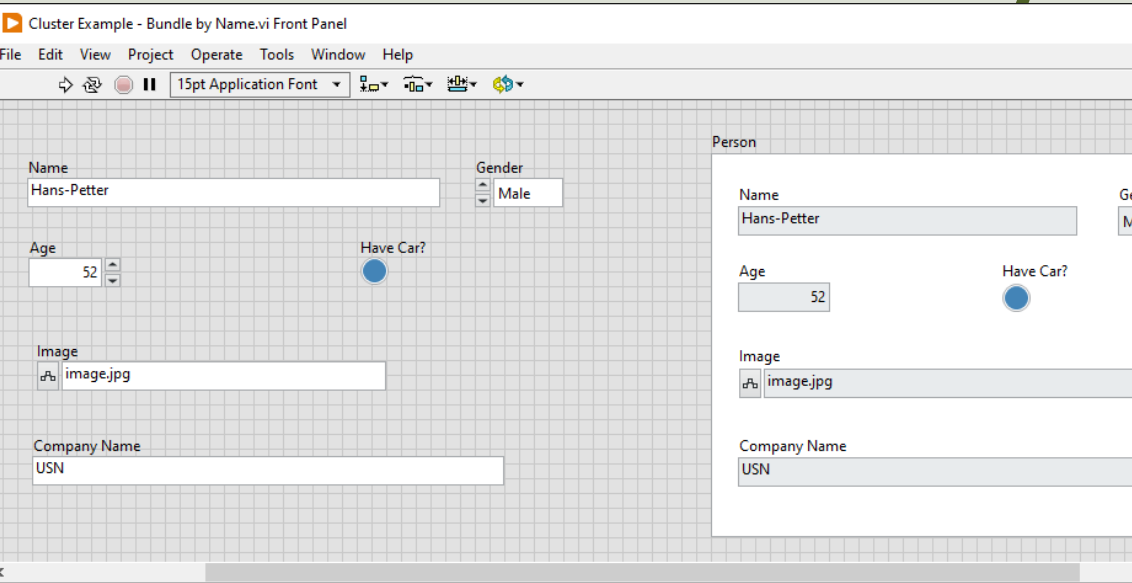 Cluster Example - Bundle by Name.vi Front Panel
File Edit View Project Operate Tools Window Help
15pt Application Font
Person
Name
Hans-Petter
Gender
Male
Age
52
Have Car?
Image
image.jpg
Company Name
USN
Name
Hans-Petter
Ge
M
Age
52
Have Car?
Image
image.jpg
Company Name
USN